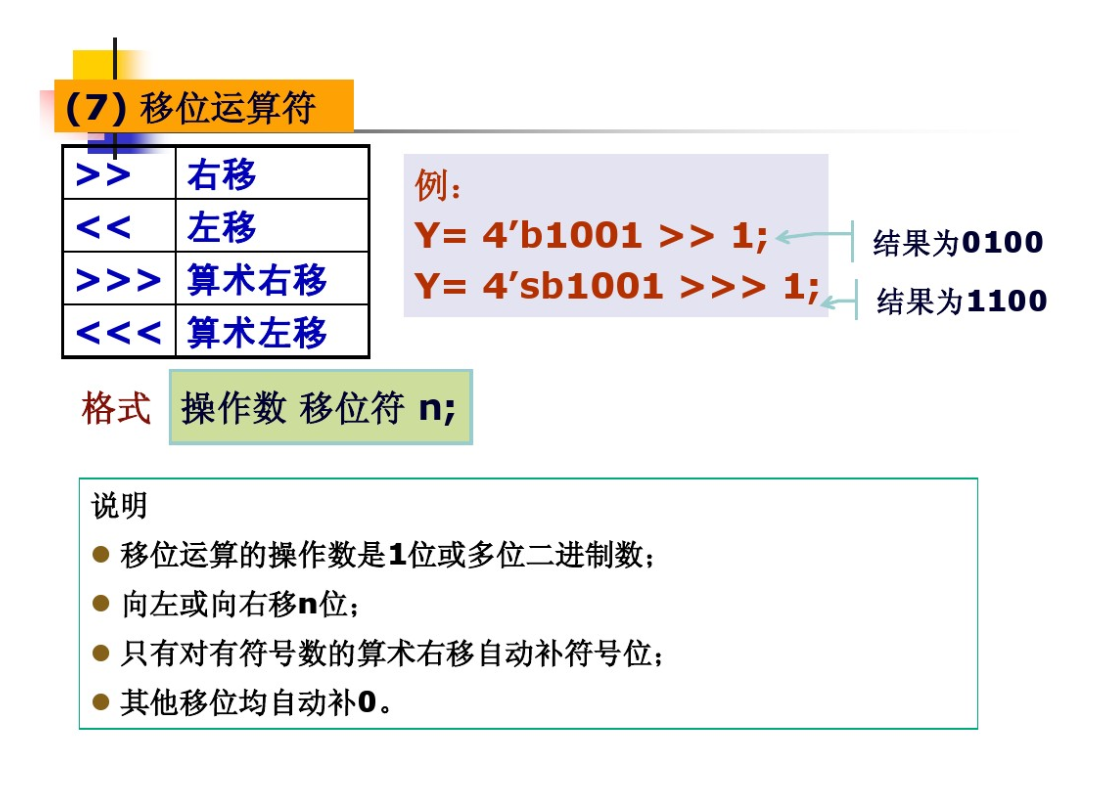 (7) 移位运算符
>> 右移
<< 左移
>>> 算术右移
<<< 算术左移
例：
Y= 4’b1001 >> 1;
结果为0100
Y= 4’sb1001 >>> 1;
结果为1100
格式 操作数 移位符 n;
说明
● 移位运算的操作数是1位或多位二进制数；
● 向左或向右移n位；
● 只有对有符号数的算术右移自动补符号位；
● 其他移位均自动补0。